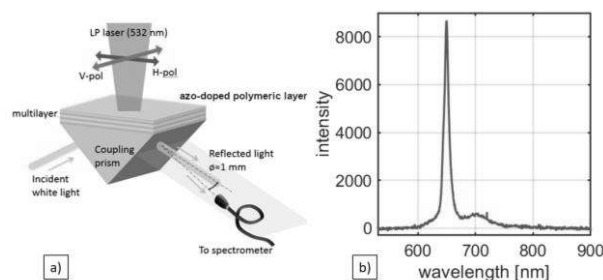 LP laser (532 nm)
V-pol
H-pol
azo-doped polymeric layer
multilayer
Coupling
prism
Reflected light
ø=1 mm
Incident
white light
To spectrometer
a)
8000
6000
4000
2000
0
intensity
600 700 800 900
wavelength [nm]
b)